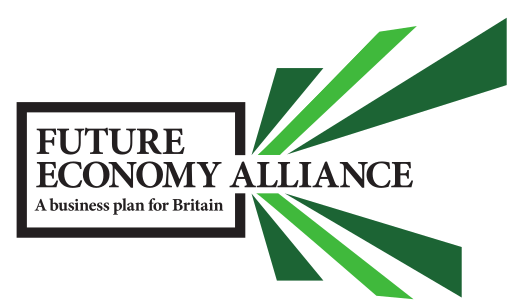 FUTURE
ECONOMY ALLIANCE
A business plan for Britain